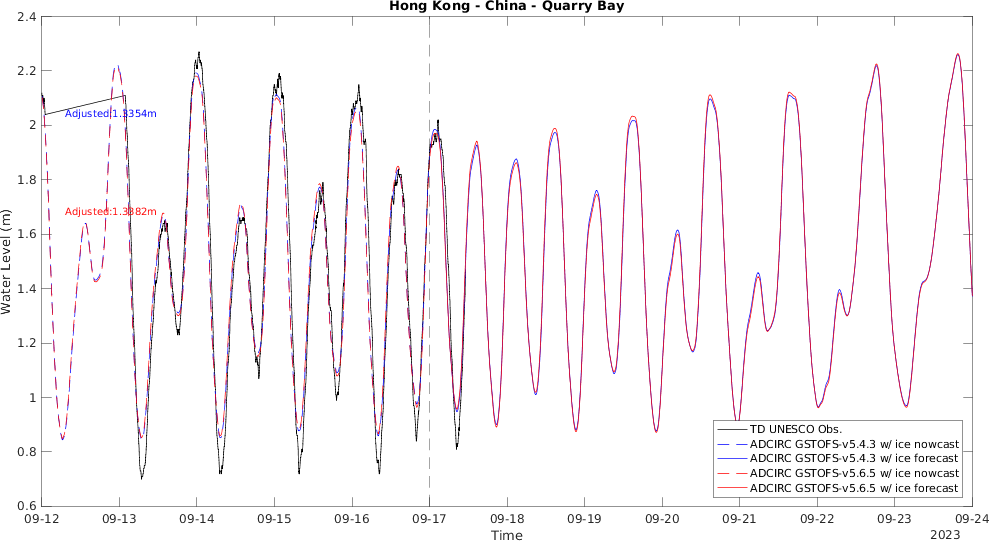 Hong Kong - China - Quarry Bay
Water Level (m)
2.4
2.2
2
1.8
1.6
1.4
1.2
1
0.8
0.6
Adjusted:1.3354m
Adjusted:1.3382m
TD UNESCO Obs.
ADCIRC GSTOFS-v5.4.3 w/ ice nowcast
ADCIRC GSTOFS-v5.4.3 w/ ice forecast
ADCIRC GSTOFS-v5.6.5 w/ ice nowcast
ADCIRC GSTOFS-v5.6.5 w/ ice forecast
09-12 09-13 09-14 09-15 09-16 09-17 09-18 09-19 09-20 09-21 09-22 09-23 09-24
Time
2023